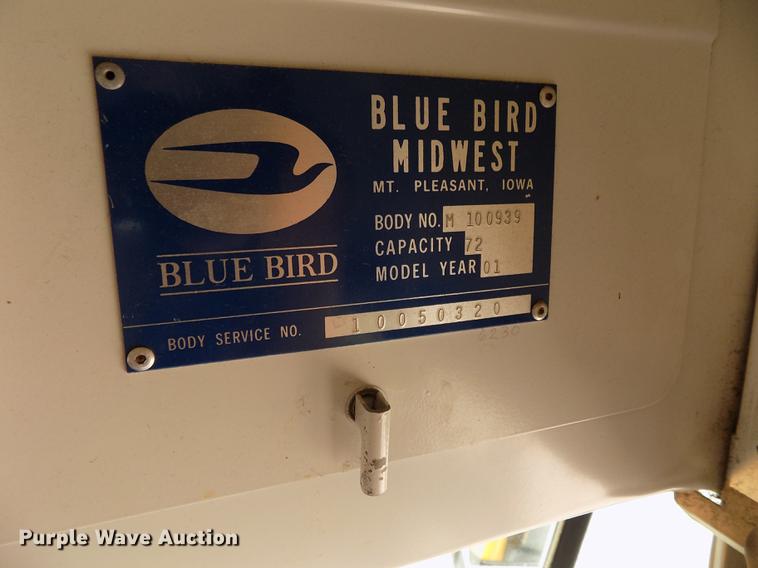 BLUE BIRD
MIDWEST
MT. PLEASANT, IOWA
BODY NO. M 100939
CAPACITY 72
MODEL YEAR 01
BLUE BIRD
BODY SERVICE NO. 10050320
6230
Purple Wave Auction